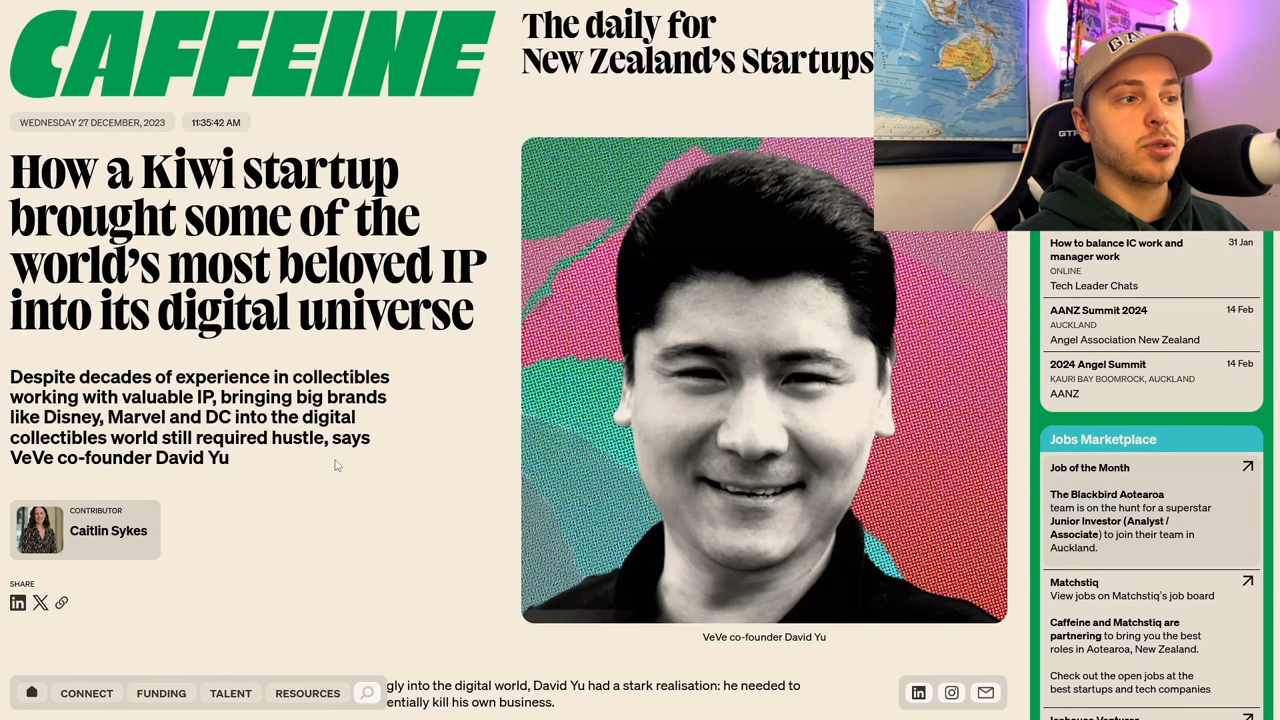 CAFFEINE
The daily for
New Zealand's Startups
WEDNESDAY 27 DECEMBER, 2023
11:35:42 AM
How a Kiwi startup
brought some of the
world's most beloved IP
into its digital universe
Despite decades of experience in collectibles
working with valuable IP, bringing big brands
like Disney, Marvel and DC into the digital
collectibles world still required hustle, says
VeVe co-founder David Yu
CONTRIBUTOR
Caitlin Sykes
SHARE
VeVe co-founder David Yu
gly into the digital world, David Yu had a stark realisation: he needed to
entially kill his own business.
CONNECT
FUNDING
TALENT
RESOURCES
How to balance IC work and
manager work
31 Jan
ONLINE
Tech Leader Chats
AANZ Summit 2024
14 Feb
AUCKLAND
Angel Association New Zealand
2024 Angel Summit
14 Feb
KAURI BAY BOOMROCK, AUCKLAND
AANZ
Jobs Marketplace
Job of the Month
The Blackbird Aotearoa
team is on the hunt for a superstar
Junior Investor (Analyst /
Associate) to join their team in
Auckland.
Matchstiq
View jobs on Matchstiq's job board
Caffeine and Matchstiq are
partnering to bring you the best
roles in Aotearoa, New Zealand.
Check out the open jobs at the
best startups and tech companies